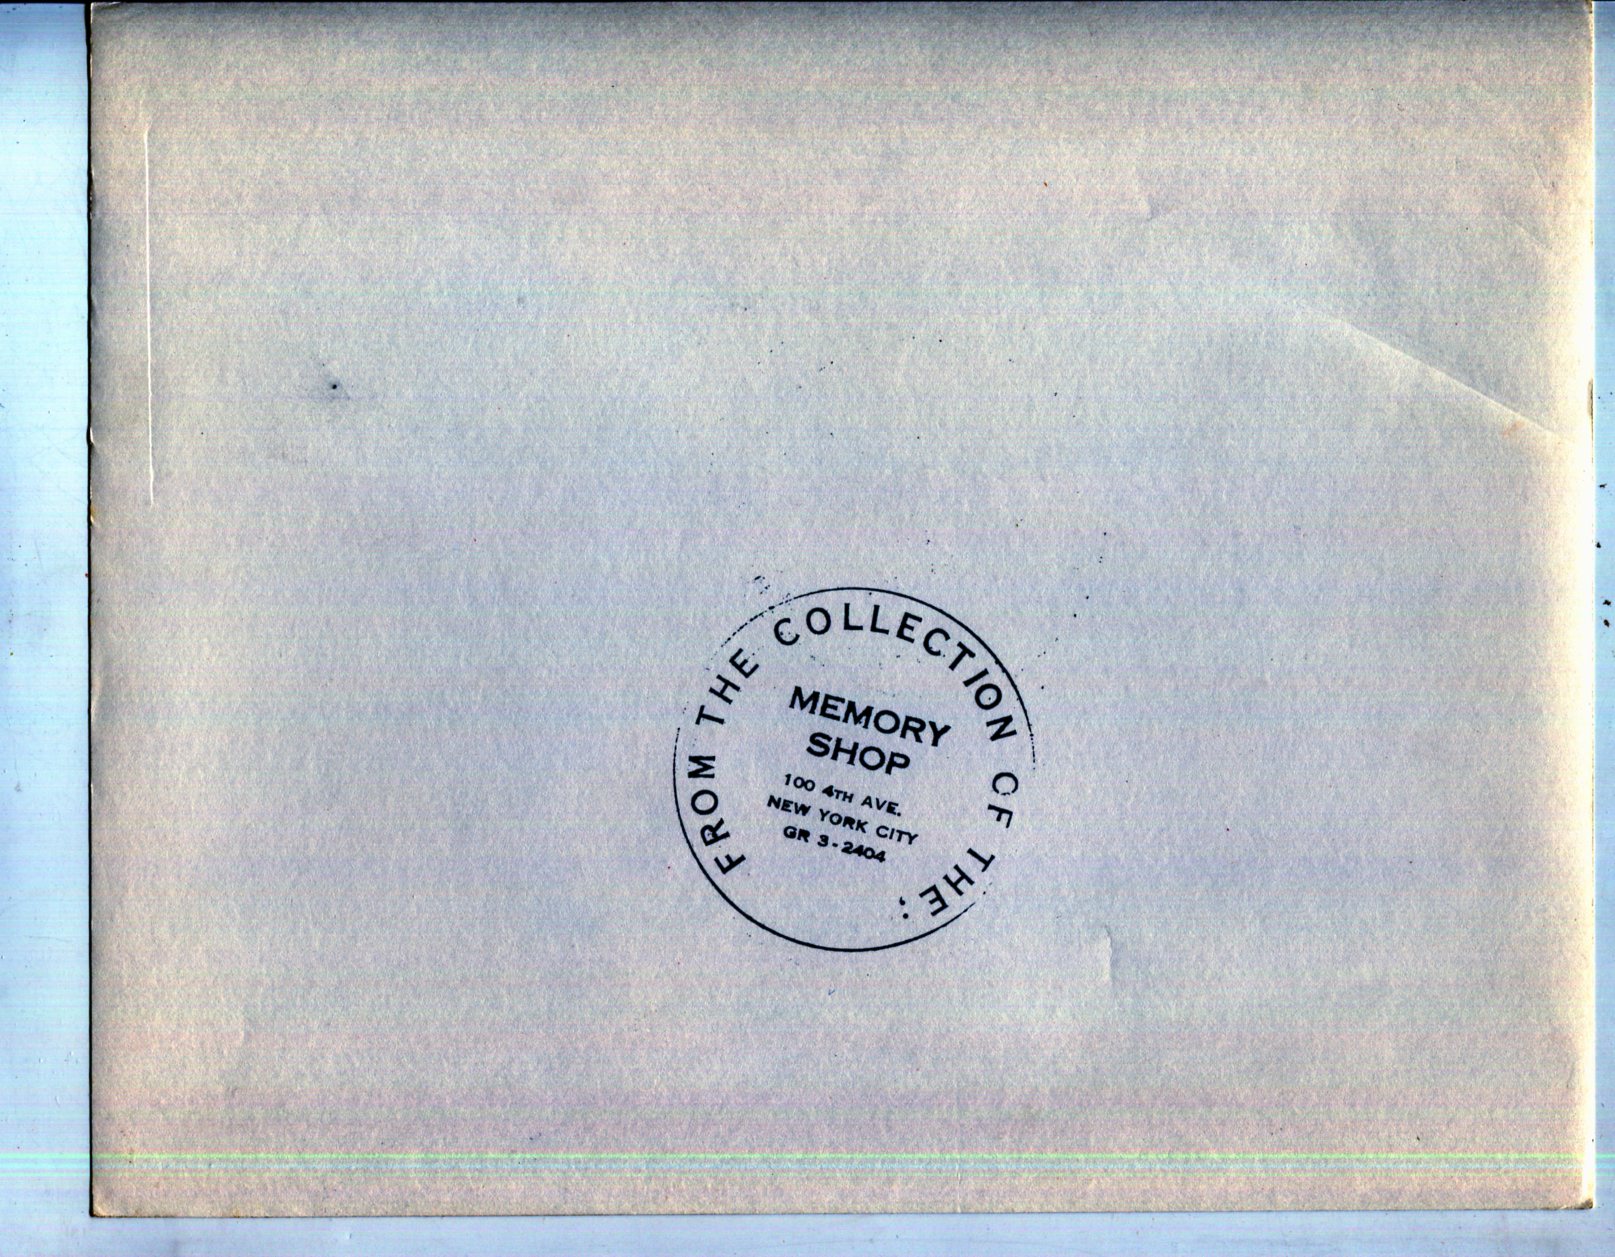 FROM THE COLLECTION OF THE:
MEMORY
SHOP
100 4TH AVE.
NEW YORK CITY
GR 3-2404